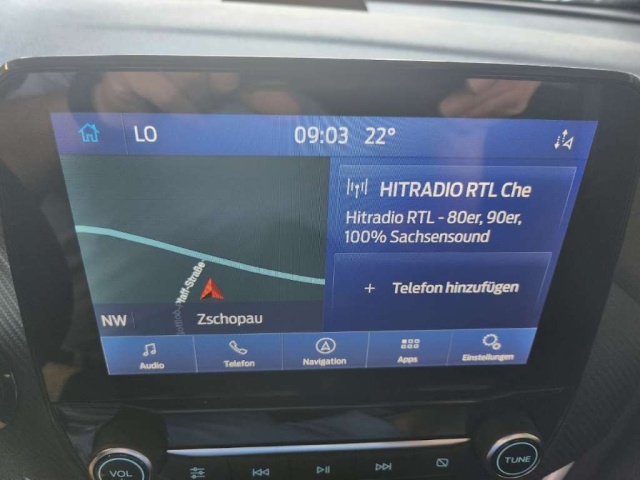 LO 09:03 22°
HITRADIO RTL Che
Hitradio RTL - 80er, 90er,
100% Sachsensound
+ Telefon hinzufügen
NW Zschopau
Audio Telefon Navigation Apps Einstellungen
VOL TUNE